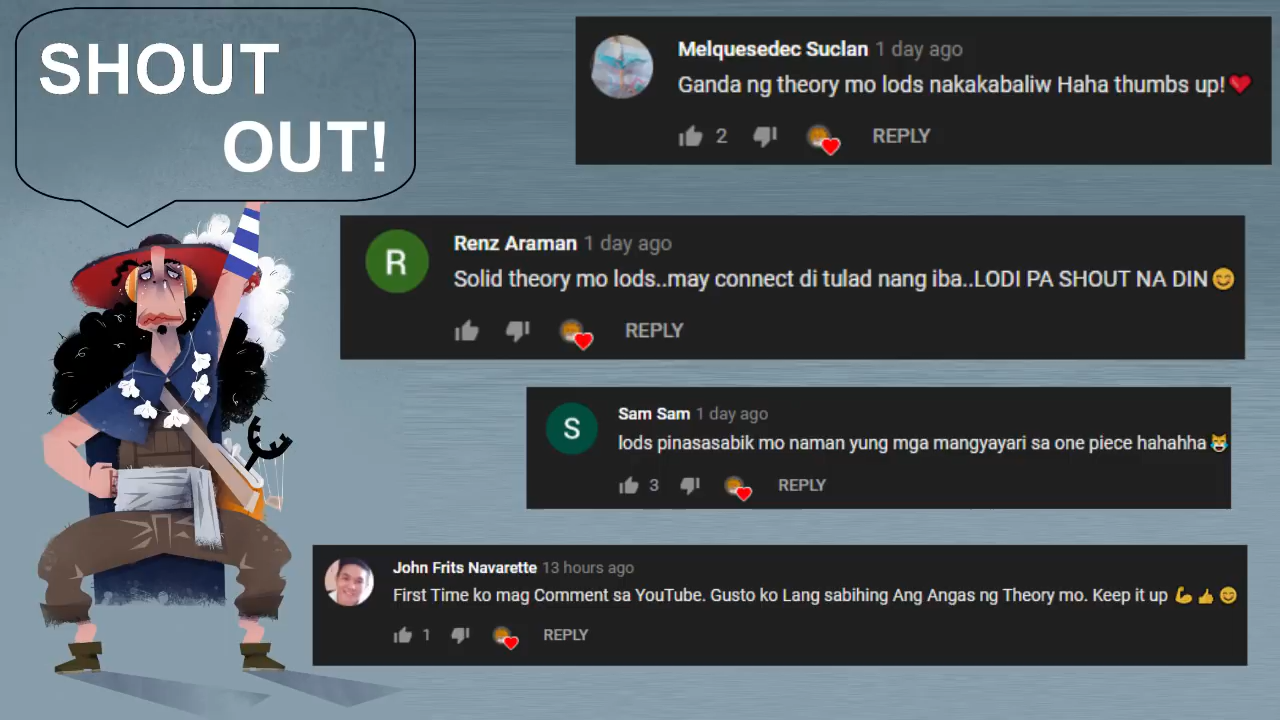 SHOUT
OUT!
Melquesedec Suclan 1 day ago
Ganda ng theory mo lods nakakabaliw Haha thumbs up!❤️
2 REPLY
R
Renz Araman 1 day ago
Solid theory mo lods..may connect di tulad nang iba..LODI PA SHOUT NA DIN😊
REPLY
S
Sam Sam 1 day ago
lods pinasasabik mo naman yung mga mangyayari sa one piece hahahha😹
3 REPLY
John Frits Navarette 13 hours ago
First Time ko mag Comment sa YouTube. Gusto ko Lang sabihing Ang Angas ng Theory mo. Keep it up 💪👍😊
1 REPLY